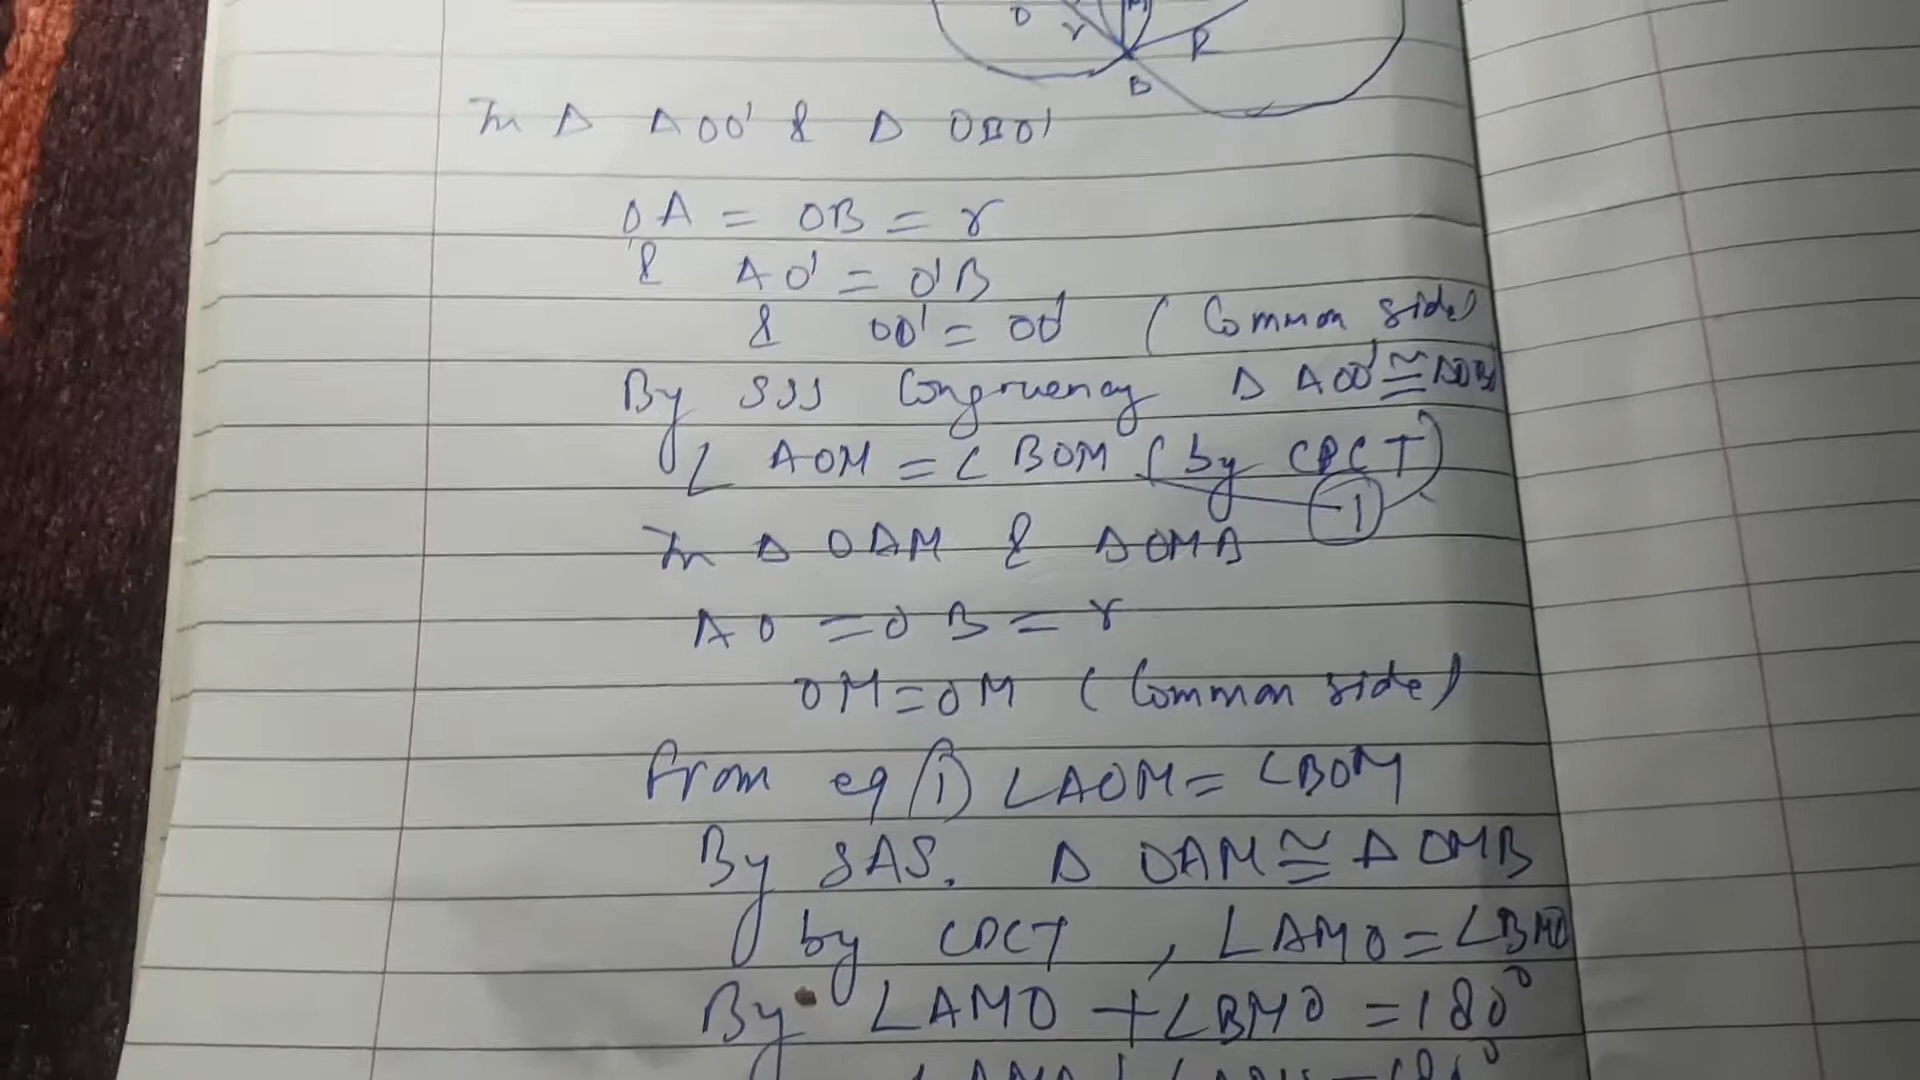 O r M R
B
In Δ AOO' & Δ OBO'
OA = OB = r
& AO' = O'B
& OO' = OO' (Common side)
By SSS Congruency Δ AOO' ≅ ΔOBO'
∠ AOM = ∠ BOM (by CPCT)
1
In Δ OAM & ΔOMA
AO = OB = r
OM = OM (Common side)
from eq (1) ∠AOM = ∠BOM
By SAS. Δ OAM ≅ Δ OMB
by CPCT, ∠AMO = ∠BMO
By ∠AMO + ∠BMO = 180°